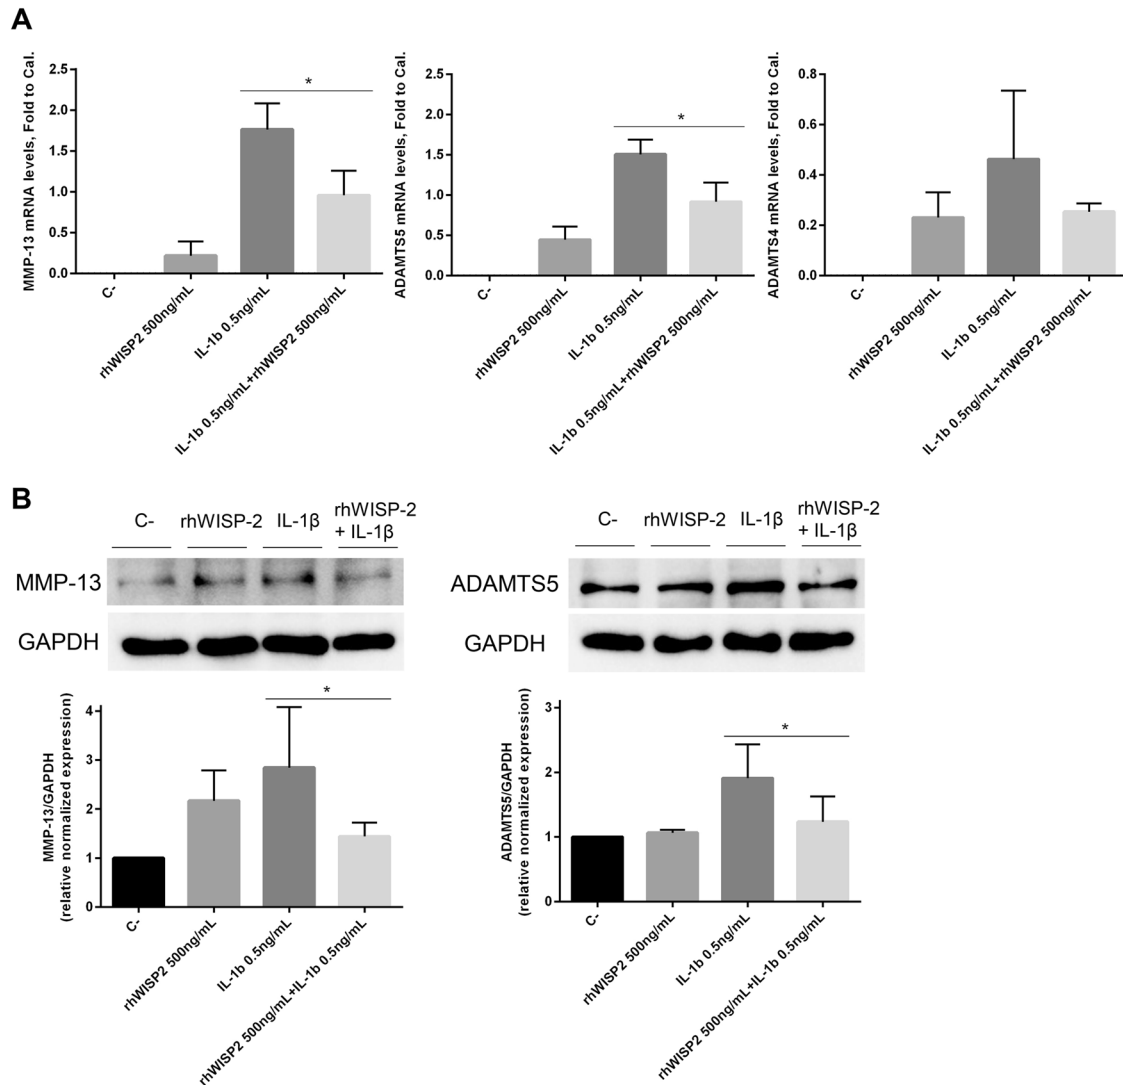 A
MMP-13 mRNA levels, Fold to Cal.
2.5
2.0
1.5
1.0
0.5
0.0
*
C-
rhWISP2 500ng/mL
IL-1b 0.5ng/mL
IL-1b 0.5ng/mL+rhWISP2 500ng/mL
ADAMTS5 mRNA levels, Fold to Cal.
2.5
2.0
1.5
1.0
0.5
0.0
*
C-
rhWISP2 500ng/mL
IL-1b 0.5ng/mL
IL-1b 0.5ng/mL+rhWISP2 500ng/mL
ADAMTS4 mRNA levels, Fold to Cal.
0.8
0.6
0.4
0.2
0.0
C-
rhWISP2 500ng/mL
IL-1b 0.5ng/mL
IL-1b 0.5ng/mL+rhWISP2 500ng/mL
B
C-
rhWISP-2
IL-1β
rhWISP-2
+ IL-1β
MMP-13
GAPDH
MMP-13/GAPDH
(relative normalized expression)
4
3
2
1
0
*
C-
rhWISP2 500ng/mL
IL-1b 0.5ng/mL
rhWISP2 500ng/mL+IL-1b 0.5ng/mL
C-
rhWISP-2
IL-1β
rhWISP-2
+ IL-1β
ADAMTS5
GAPDH
ADAMTS5/GAPDH
(relative normalized expression)
3
2
1
0
*
C-
rhWISP2 500ng/mL
IL-1b 0.5ng/mL
rhWISP2 500ng/mL+IL-1b 0.5ng/mL